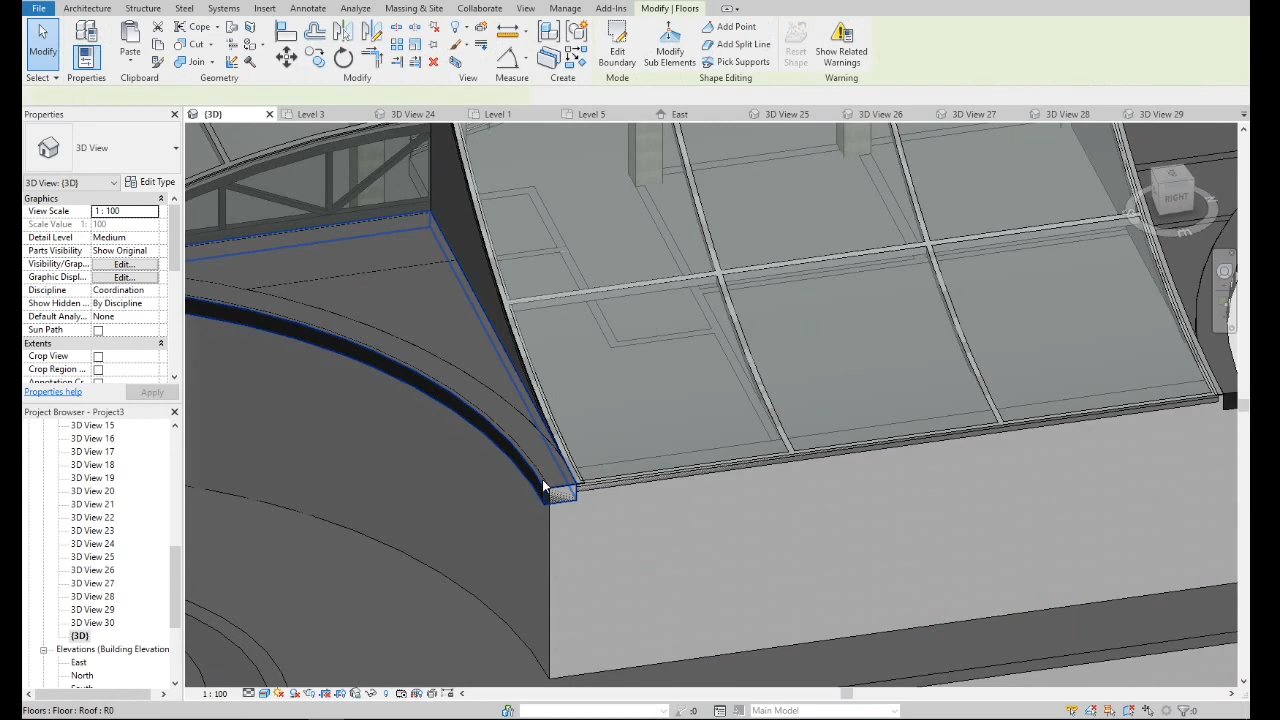 File Architecture Structure Steel Systems Insert Annotate Analyze Massing & Site Collaborate View Manage Add-Ins Modify | Floors
Modify
Select
Properties
Paste
Clipboard
Cope
Cut
Join
Geometry
Modify
View
Measure
Create
Edit Boundary
Mode
Modify Sub Elements
Add Point
Add Split Line
Pick Supports
Shape Editing
Reset Shape
Show Related Warnings
Warning
Properties
{3D} Level 3 3D View 24 Level 1 Level 5 East 3D View 25 3D View 26 3D View 27 3D View 28 3D View 29
3D View
3D View: {3D} Edit Type
Graphics
View Scale 1 : 100
Scale Value 1: 100
Detail Level Medium
Parts Visibility Show Original
Visibility/Grap... Edit...
Graphic Displ... Edit...
Discipline Coordination
Show Hidden ... By Discipline
Default Analy... None
Sun Path
Extents
Crop View
Crop Region ...
Properties help Apply
Project Browser - Project3
3D View 15
3D View 16
3D View 17
3D View 18
3D View 19
3D View 20
3D View 21
3D View 22
3D View 23
3D View 24
3D View 25
3D View 26
3D View 27
3D View 28
3D View 29
3D View 30
{3D}
Elevations (Building Elevation
East
North
RIGHT
1 : 100
Floors : Floor : Roof : R0
:0
Main Model
:0